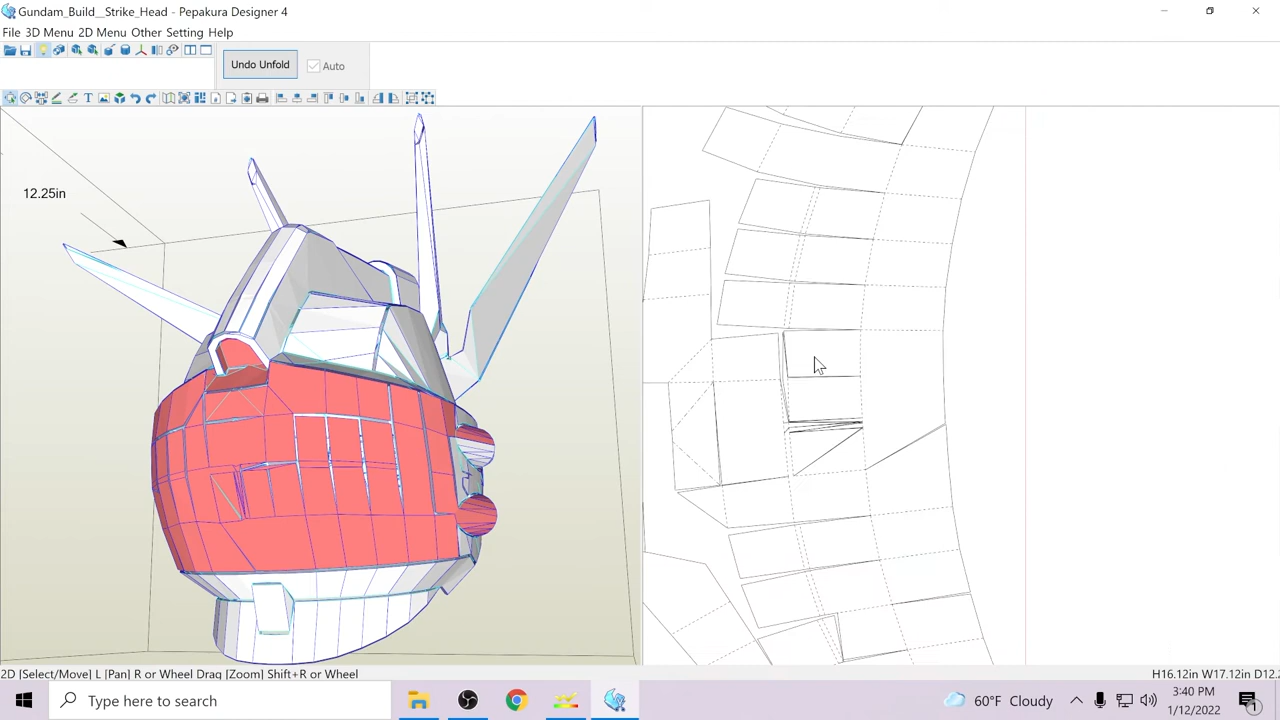 Gundam_Build__Strike_Head - Pepakura Designer 4
File 3D Menu 2D Menu Other Setting Help
Undo Unfold
Auto
12.25in
2D [Select/Move] L [Pan] R or Wheel Drag [Zoom] Shift+R or Wheel
H16.12in W17.12in D12.2
Type here to search
60°F Cloudy
3:40 PM
1/12/2022
1